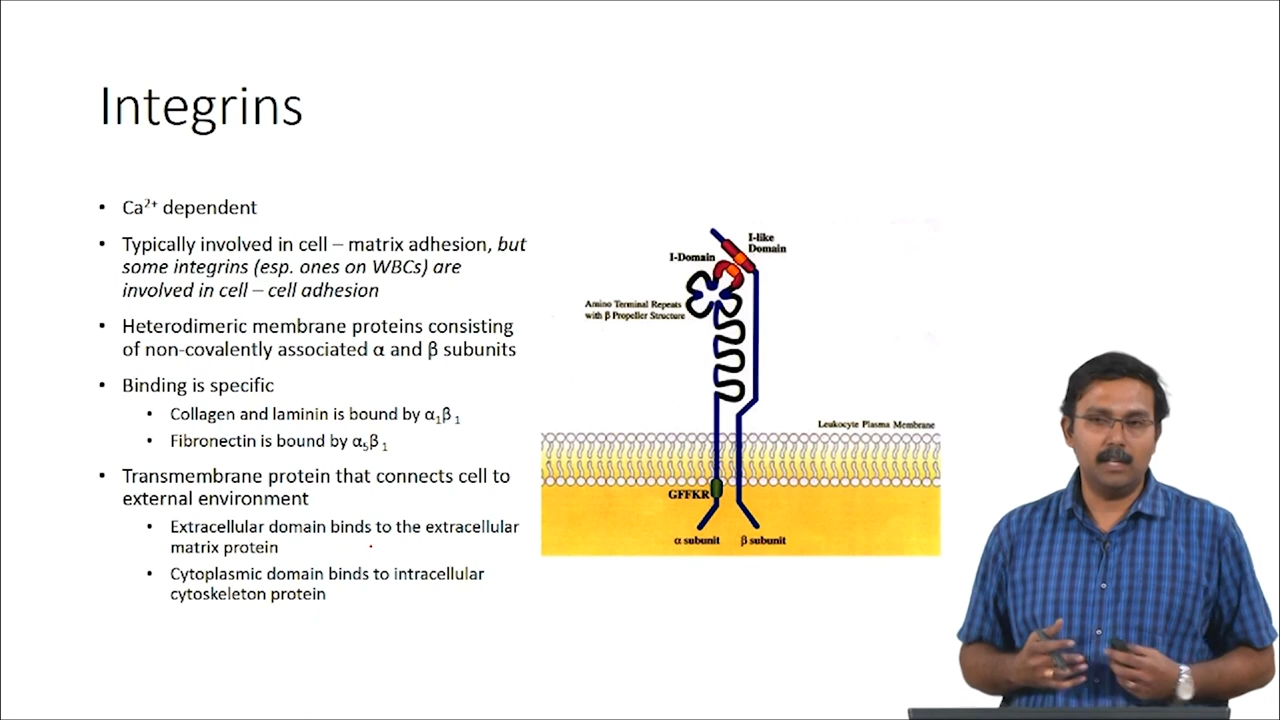 Integrins
• Ca²⁺ dependent
• Typically involved in cell – matrix adhesion, but
some integrins (esp. ones on WBCs) are
involved in cell – cell adhesion
• Heterodimeric membrane proteins consisting
of non-covalently associated α and β subunits
• Binding is specific
• Collagen and laminin is bound by α₁β₁
• Fibronectin is bound by α₅β₁
• Transmembrane protein that connects cell to
external environment
• Extracellular domain binds to the extracellular
matrix protein
• Cytoplasmic domain binds to intracellular
cytoskeleton protein
I-like
Domain
I-Domain
Amino Terminal Repeats
with β Propeller Structure
Leukocyte Plasma Membrane
GFFKR
α subunit
β subunit